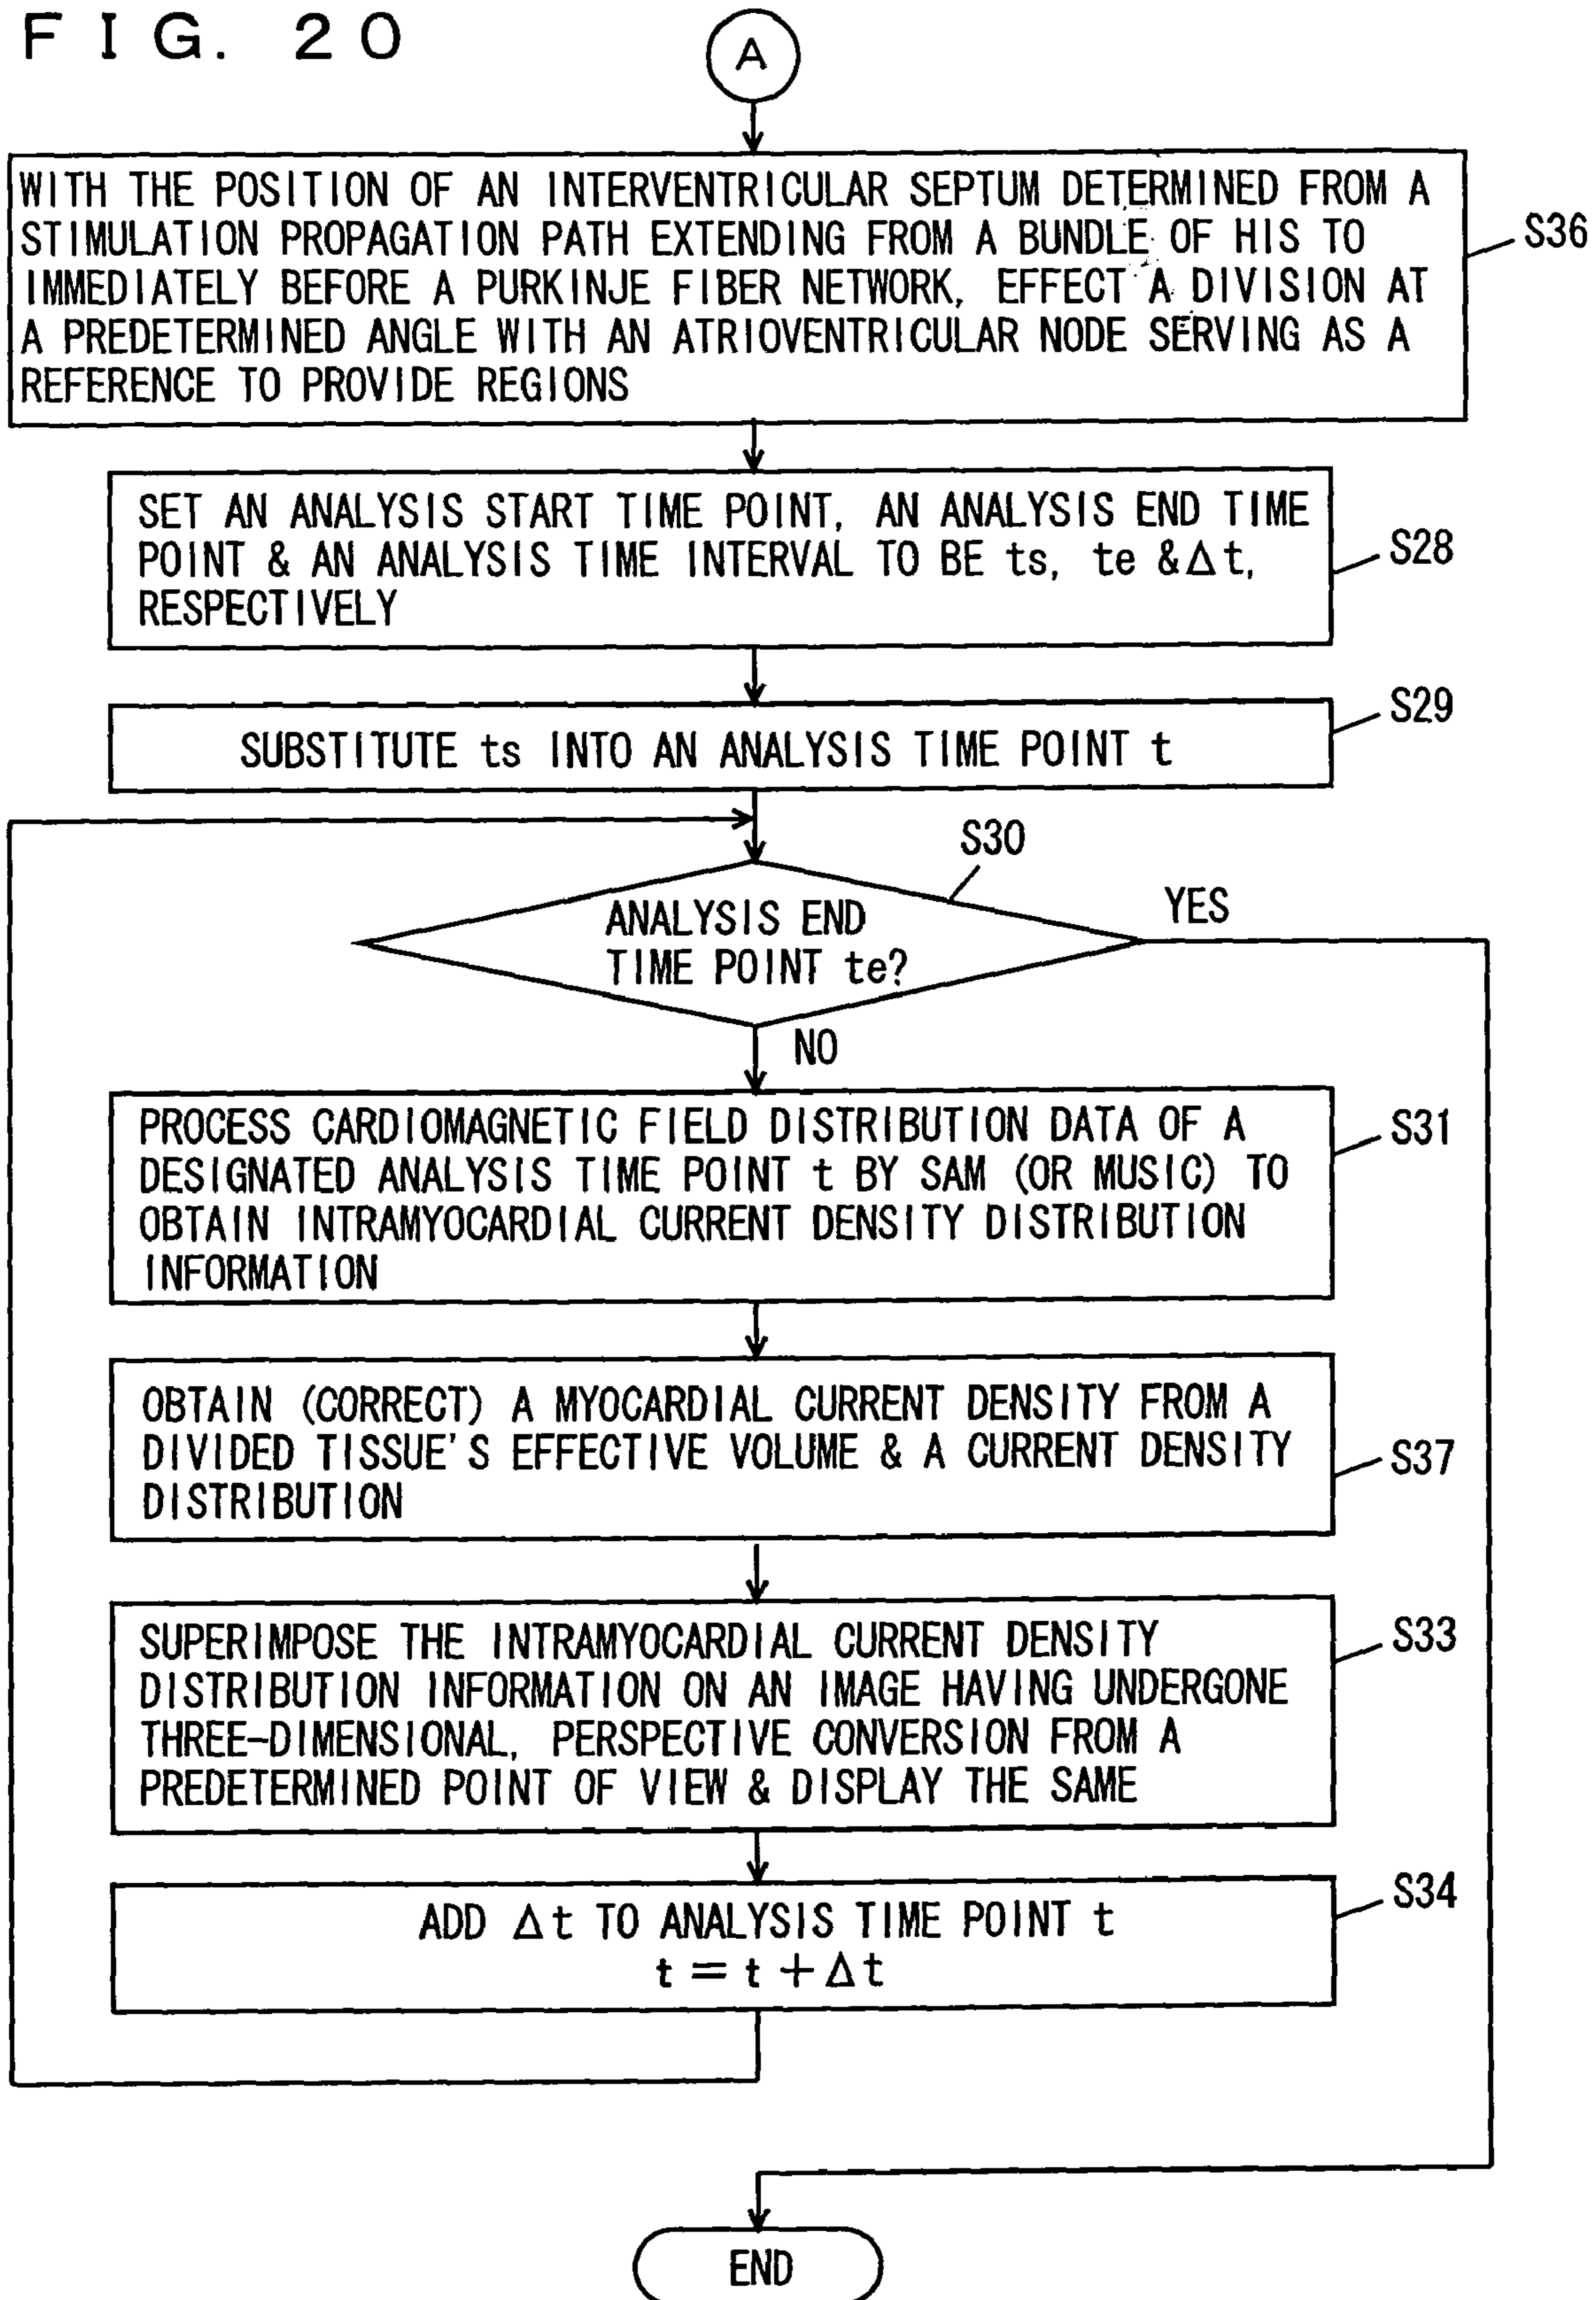 FIG. 20
A
WITH THE POSITION OF AN INTERVENTRICULAR SEPTUM DETERMINED FROM A
STIMULATION PROPAGATION PATH EXTENDING FROM A BUNDLE OF HIS TO
IMMEDIATELY BEFORE A PURKINJE FIBER NETWORK, EFFECT A DIVISION AT
A PREDETERMINED ANGLE WITH AN ATRIOVENTRICULAR NODE SERVING AS A
REFERENCE TO PROVIDE REGIONS
S36
SET AN ANALYSIS START TIME POINT, AN ANALYSIS END TIME
POINT & AN ANALYSIS TIME INTERVAL TO BE ts, te & Δt,
RESPECTIVELY
S28
SUBSTITUTE ts INTO AN ANALYSIS TIME POINT t
S29
S30
ANALYSIS END
TIME POINT te?
YES
NO
PROCESS CARDIOMAGNETIC FIELD DISTRIBUTION DATA OF A
DESIGNATED ANALYSIS TIME POINT t BY SAM (OR MUSIC) TO
OBTAIN INTRAMYOCARDIAL CURRENT DENSITY DISTRIBUTION
INFORMATION
S31
OBTAIN (CORRECT) A MYOCARDIAL CURRENT DENSITY FROM A
DIVIDED TISSUE'S EFFECTIVE VOLUME & A CURRENT DENSITY
DISTRIBUTION
S37
SUPERIMPOSE THE INTRAMYOCARDIAL CURRENT DENSITY
DISTRIBUTION INFORMATION ON AN IMAGE HAVING UNDERGONE
THREE-DIMENSIONAL, PERSPECTIVE CONVERSION FROM A
PREDETERMINED POINT OF VIEW & DISPLAY THE SAME
S33
ADD Δt TO ANALYSIS TIME POINT t
t = t + Δt
S34
END